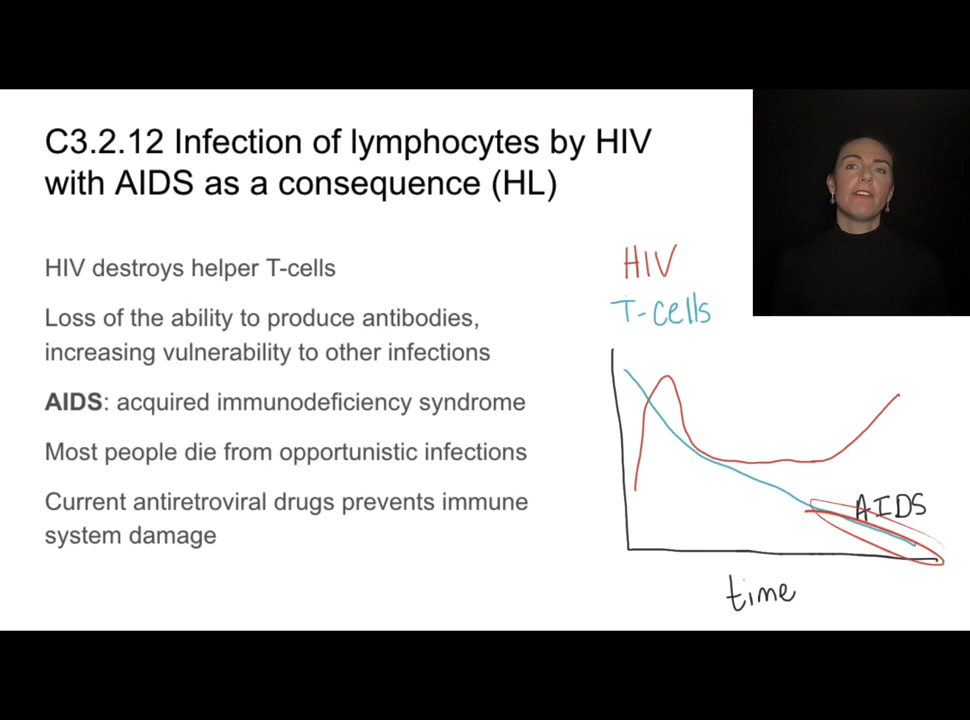 C3.2.12 Infection of lymphocytes by HIV
with AIDS as a consequence (HL)
HIV destroys helper T-cells
Loss of the ability to produce antibodies,
increasing vulnerability to other infections
AIDS: acquired immunodeficiency syndrome
Most people die from opportunistic infections
Current antiretroviral drugs prevents immune
system damage
HIV
T-cells
AIDS
time